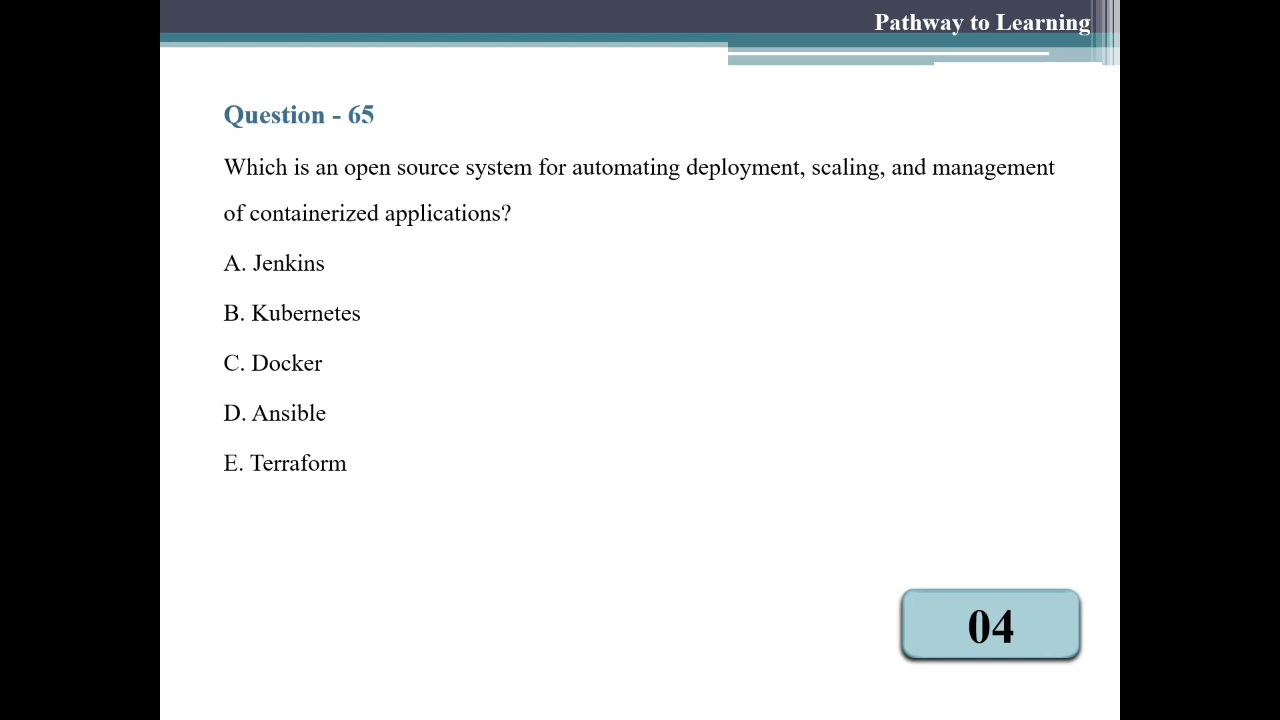 Pathway to Learning
Question - 65
Which is an open source system for automating deployment, scaling, and management
of containerized applications?
A. Jenkins
B. Kubernetes
C. Docker
D. Ansible
E. Terraform
04